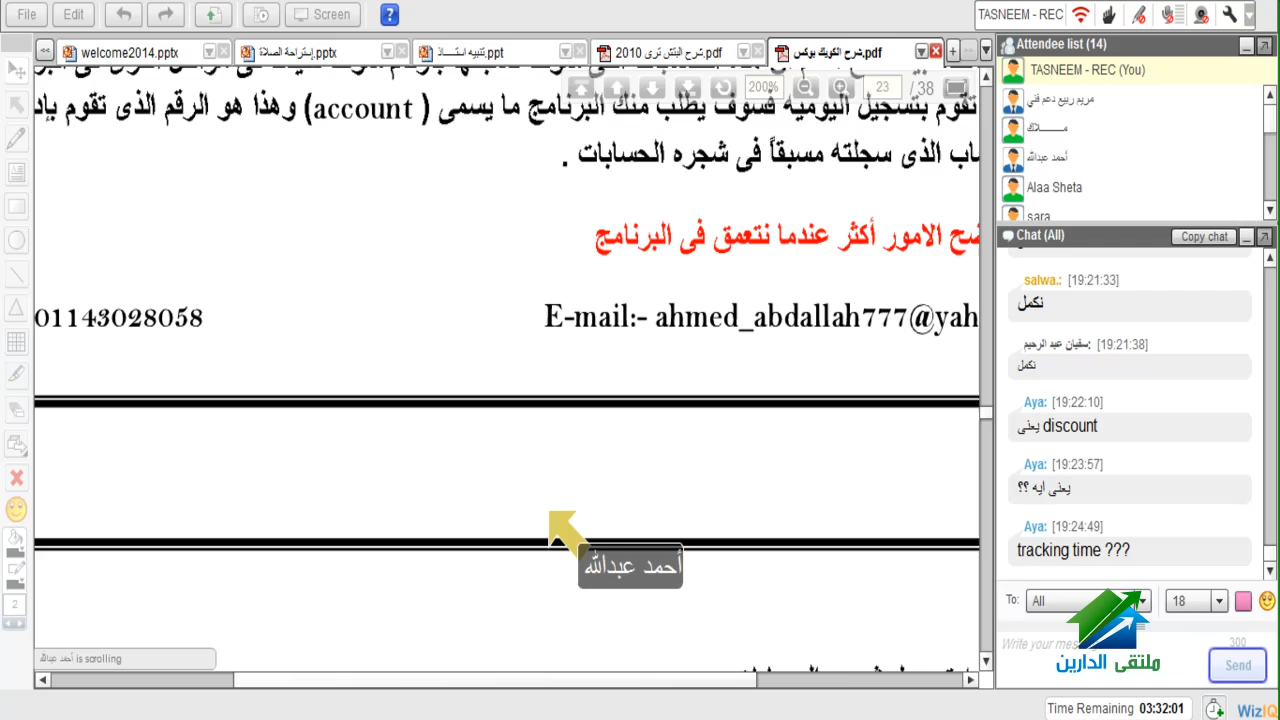 File
Edit
Screen
?
TASNEEM - REC
<<
welcome2014.pptx
إستراحة الصلاة.pptx
تنبيه استـــاذ.ppt
شرح البتش ترى 2010.pdf
شرح الكويك بوكس.pdf
200%
23
/ 38
تقوم بتسجيل اليوميه فسوف يطلب منك البرنامج ما يسمى ( account) وهذا هو الرقم الذى تقوم
الذى سجلته مسبقاً فى شجره الحسابات .
الامور أكثر عندما نتعمق فى البرنامج
01143028058
E-mail:- ahmed_abdallah777@yah
أحمد عبدالله
2
أحمد عبدالله is scrolling
Attendee list (14)
TASNEEM - REC (You)
مريم ربيع دعم فني
مـــــــلاك
أحمد عبدالله
Alaa Sheta
sara
Chat (All)
Copy chat
salwa.: [19:21:33]
نكمل
سفيان عبد الرحيم: [19:21:38]
نكمل
Aya: [19:22:10]
يعنى discount
Aya: [19:23:57]
يعنى ايه ؟؟
Aya: [19:24:49]
tracking time ???
To:
All
18
Write your mes
300
Send
ملتقى الدارين
Time Remaining 03:32:01
WizIQ